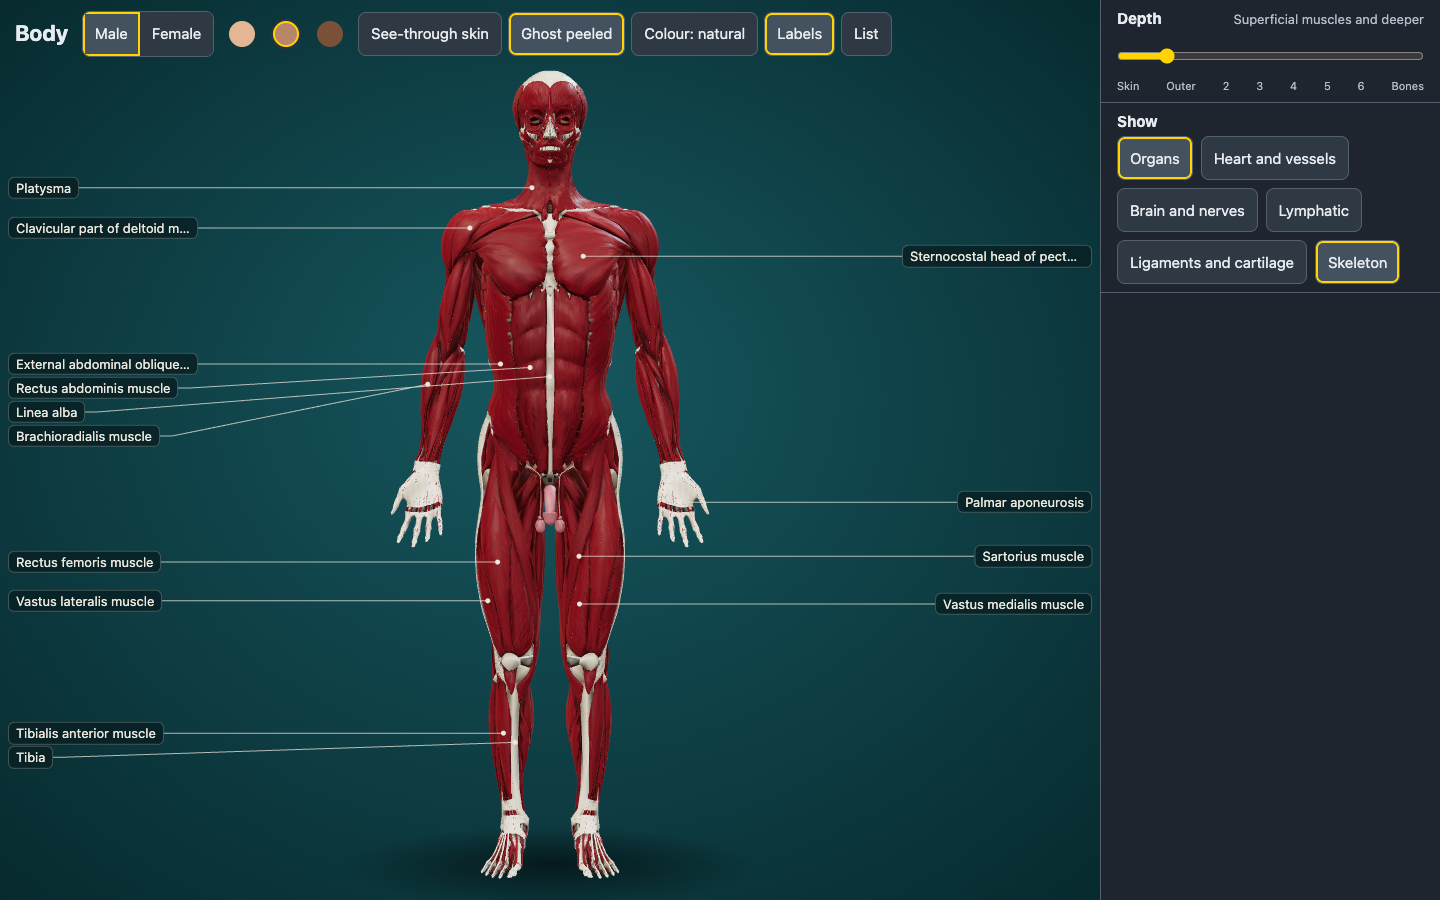 Body
Male
Female
See-through skin
Ghost peeled
Colour: natural
Labels
List
Depth
Superficial muscles and deeper
Skin
Outer
2
3
4
5
6
Bones
Show
Organs
Heart and vessels
Brain and nerves
Lymphatic
Ligaments and cartilage
Skeleton
Platysma
Clavicular part of deltoid m...
Sternocostal head of pect...
External abdominal oblique...
Rectus abdominis muscle
Linea alba
Brachioradialis muscle
Palmar aponeurosis
Rectus femoris muscle
Sartorius muscle
Vastus lateralis muscle
Vastus medialis muscle
Tibialis anterior muscle
Tibia